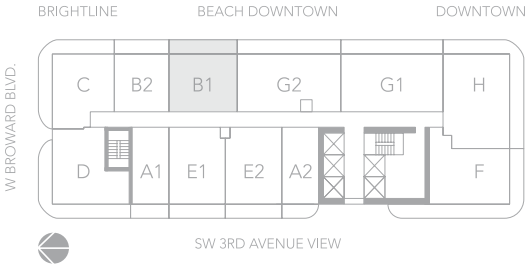 BRIGHTLINE BEACH DOWNTOWN DOWNTOWN
W BROWARD BLVD.
C B2 B1 G2 G1 H
D A1 E1 E2 A2 F
SW 3RD AVENUE VIEW